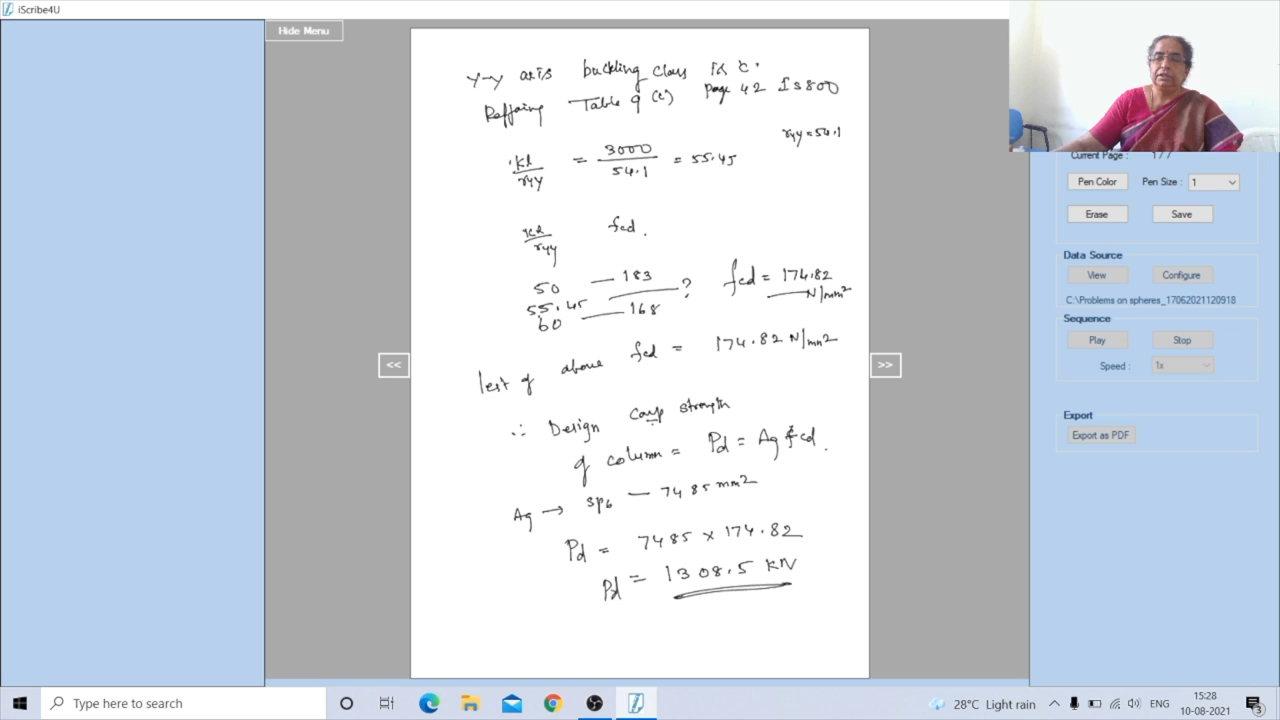 iScribe4U
Hide Menu
y-y axis buckling class is c.
Reffaing Table 9 (c) page 42 IS800
ryy = 54.1
kl/ryy = 3000/54.1 = 55.45
kl/ryy fcd.
50 — 183
55.45 — ? fcd = 174.82 N/mm2
60 — 168
lest of above fcd = 174.82 N/mm2
∴ Design comp strength
of column = Pd = Ag fcd.
Ag → sp6 — 7485 mm2
Pd = 7485 x 174.82
Pd = 1308.5 KN
<<
>>
Current Page : 177
Pen Color Pen Size : 1
Erase Save
Data Source
View Configure
C:\Problems on spheres_17062021120918
Sequence
Play Stop
Speed : 1x
Export
Export as PDF
Type here to search
28°C Light rain
ENG
15:28
10-08-2021
3